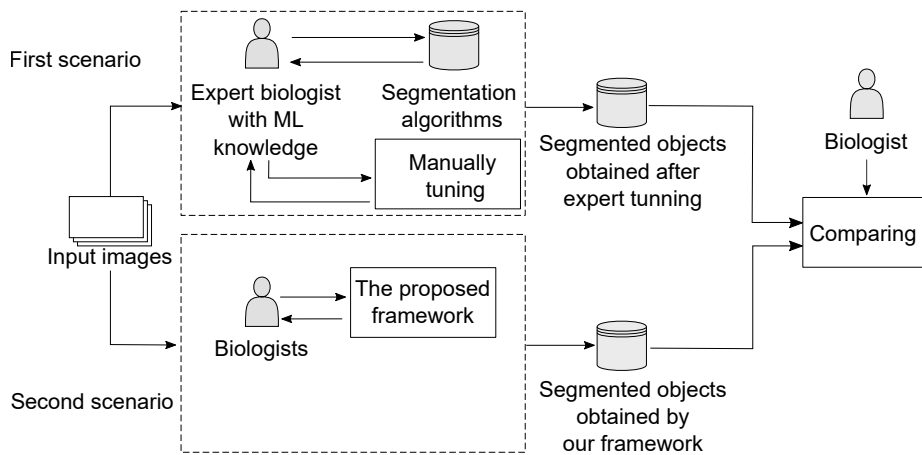 First scenario
Expert biologist
with ML
knowledge
Segmentation
algorithms
Manually
tuning
Segmented objects
obtained after
expert tunning
Biologist
Comparing
Input images
Biologists
The proposed
framework
Second scenario
Segmented objects
obtained by
our framework